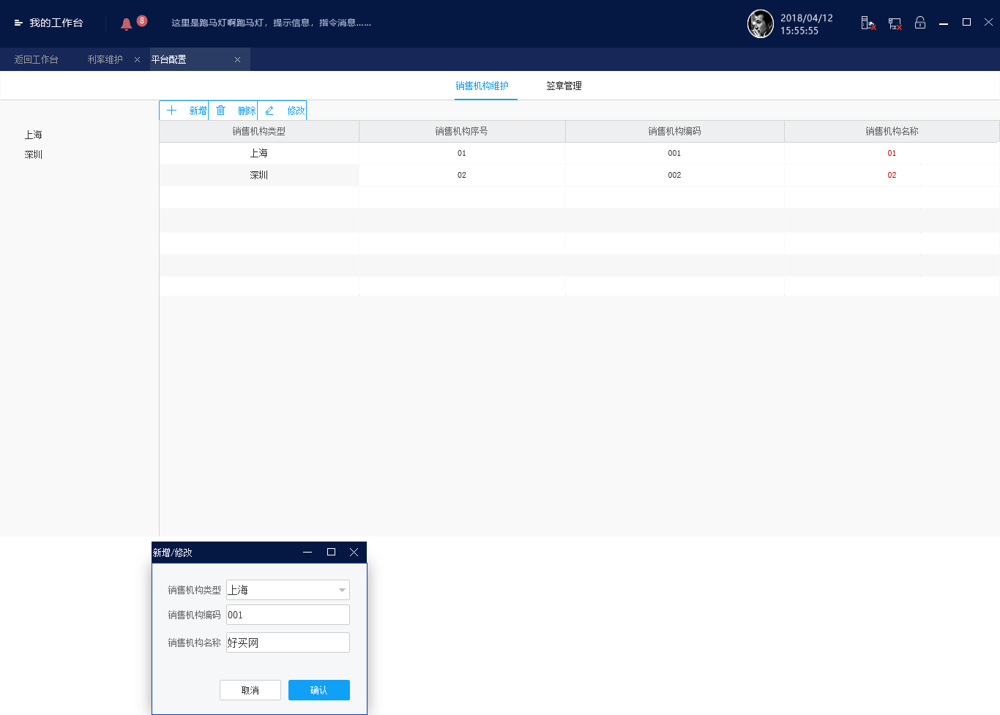 我的工作台
8
这里是跑马灯啊跑马灯，提示信息，指令消息......
2018/04/12
15:55:55
返回工作台 利率维护 平台配置
销售机构维护 签章管理
新增 删除 修改
上海
深圳
销售机构类型 销售机构序号 销售机构编码 销售机构名称
上海 01 001 01
深圳 02 002 02
新增/修改
销售机构类型 上海
销售机构编码 001
销售机构名称 好买网
取消 确认